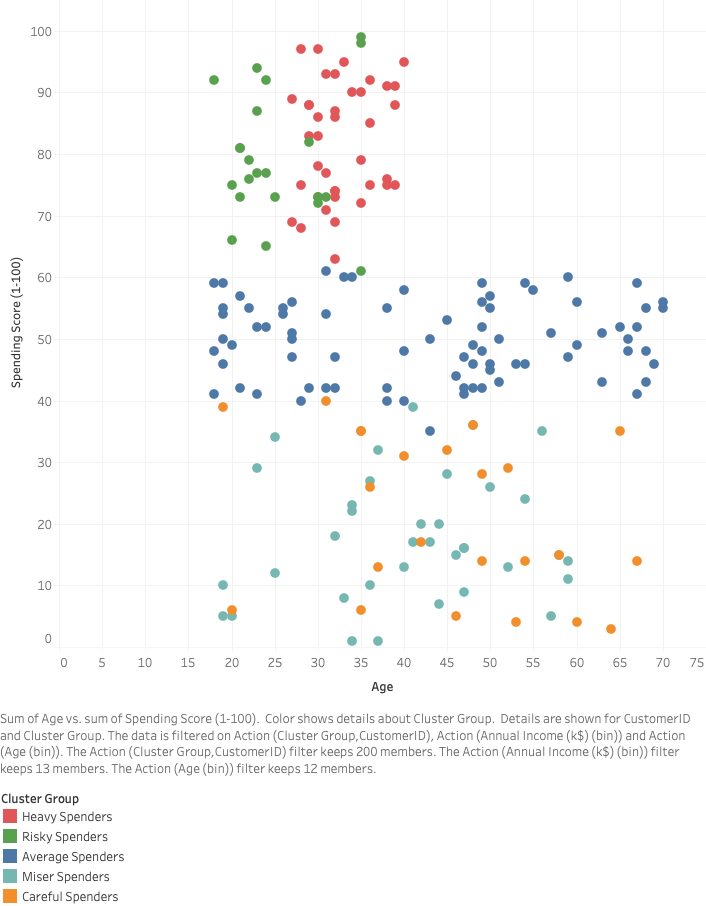 100
90
80
70
60
50
40
30
20
10
0
Spending Score (1-100)
0 5 10 15 20 25 30 35 40 45 50 55 60 65 70 75
Age
Sum of Age vs. sum of Spending Score (1-100). Color shows details about Cluster Group. Details are shown for CustomerID
and Cluster Group. The data is filtered on Action (Cluster Group,CustomerID), Action (Annual Income (k$) (bin)) and Action
(Age (bin)). The Action (Cluster Group,CustomerID) filter keeps 200 members. The Action (Annual Income (k$) (bin)) filter
keeps 13 members. The Action (Age (bin)) filter keeps 12 members.
Cluster Group
Heavy Spenders
Risky Spenders
Average Spenders
Miser Spenders
Careful Spenders